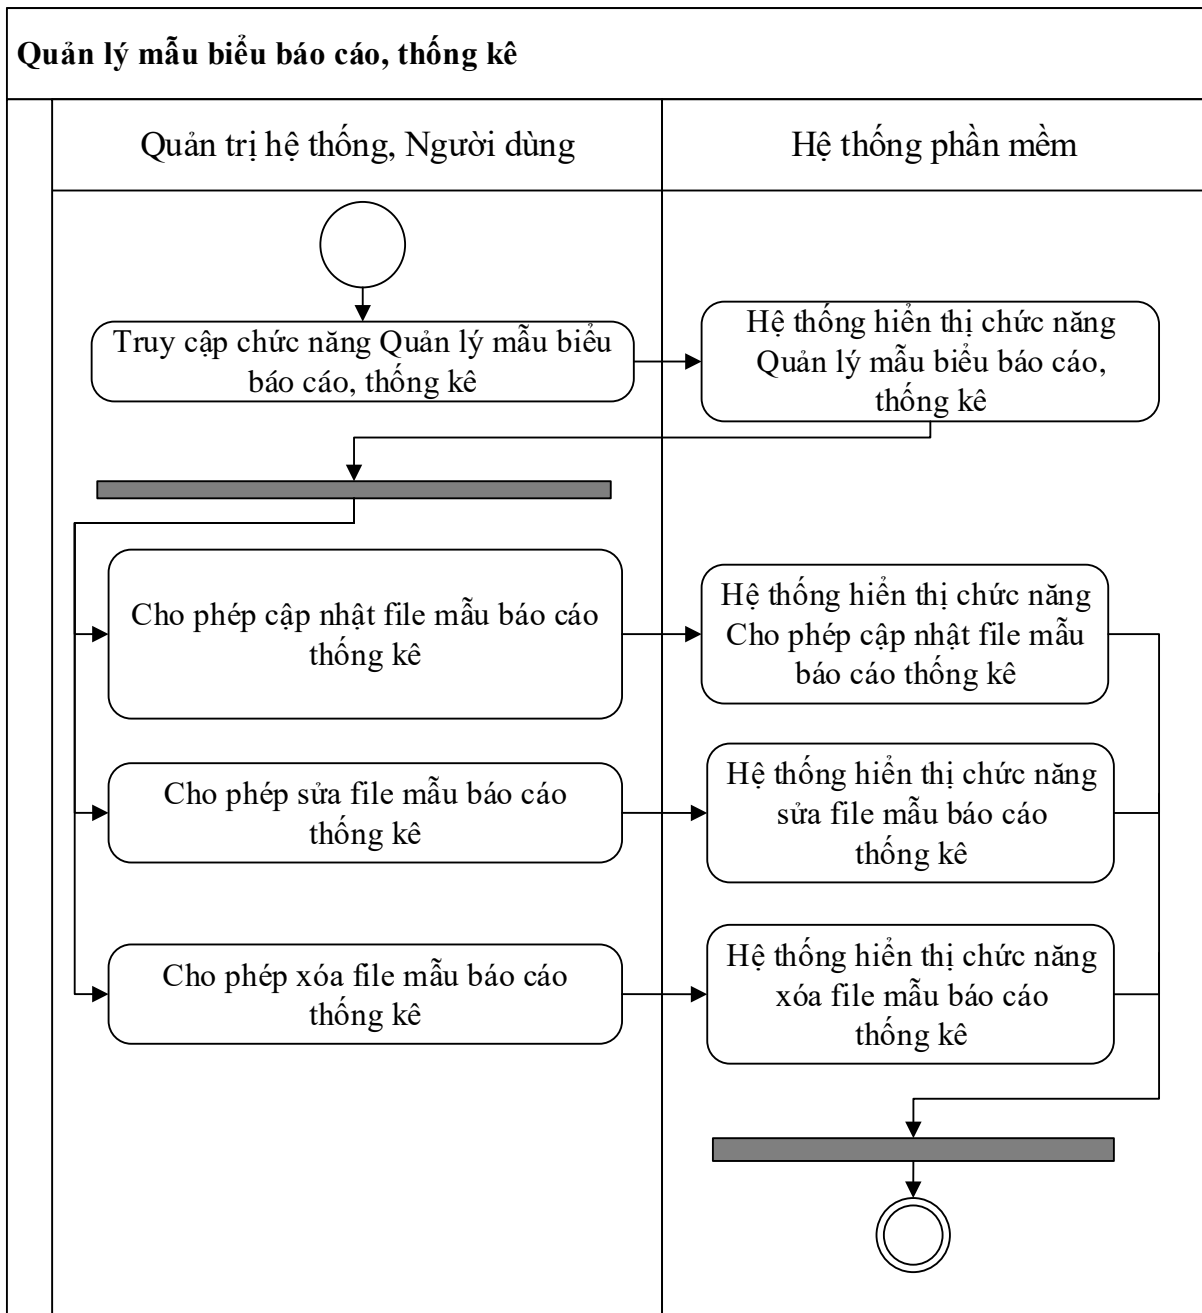 Quản lý mẫu biểu báo cáo, thống kê
Quản trị hệ thống, Người dùng
Hệ thống phần mềm
Truy cập chức năng Quản lý mẫu biểu
báo cáo, thống kê
Hệ thống hiển thị chức năng
Quản lý mẫu biểu báo cáo,
thống kê
Cho phép cập nhật file mẫu báo cáo
thống kê
Hệ thống hiển thị chức năng
Cho phép cập nhật file mẫu
báo cáo thống kê
Cho phép sửa file mẫu báo cáo
thống kê
Hệ thống hiển thị chức năng
sửa file mẫu báo cáo
thống kê
Cho phép xóa file mẫu báo cáo
thống kê
Hệ thống hiển thị chức năng
xóa file mẫu báo cáo
thống kê